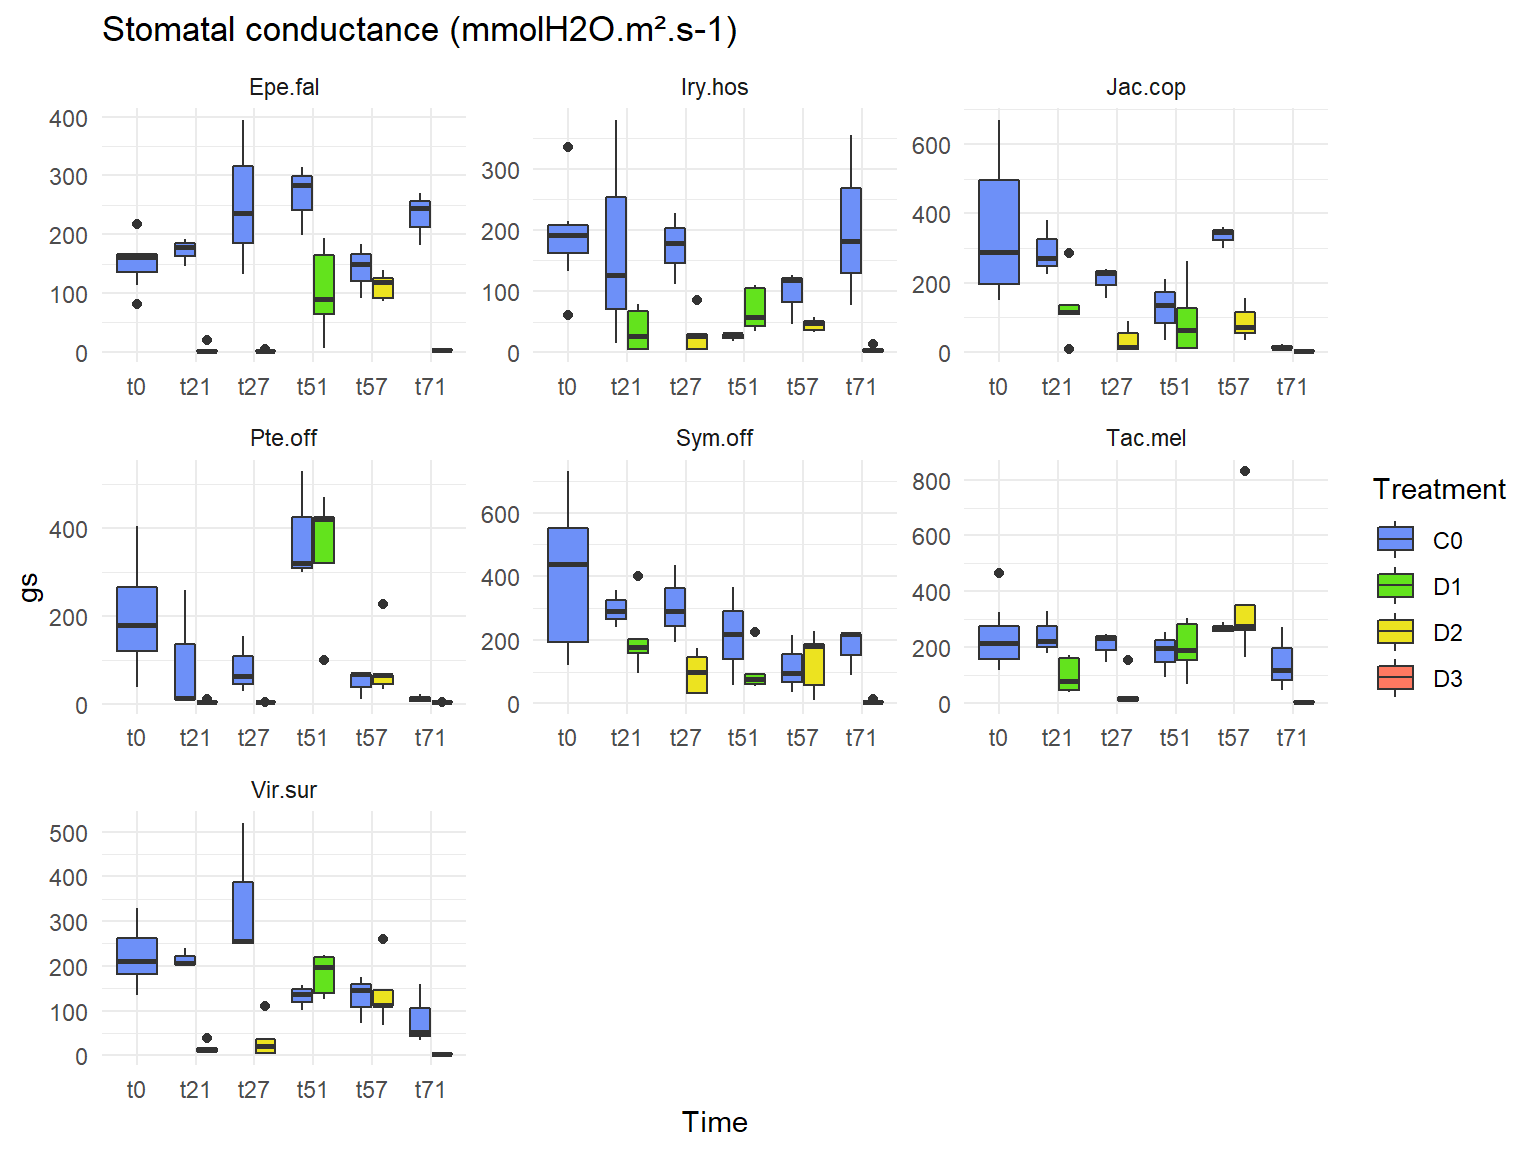 Stomatal conductance (mmolH2O.m².s-1)
Epe.fal
Iry.hos
Jac.cop
400
300
200
100
0
300
200
100
0
600
400
200
0
t0 t21 t27 t51 t57 t71
t0 t21 t27 t51 t57 t71
t0 t21 t27 t51 t57 t71
Pte.off
Sym.off
Tac.mel
400
200
0
600
400
200
0
800
600
400
200
0
t0 t21 t27 t51 t57 t71
t0 t21 t27 t51 t57 t71
t0 t21 t27 t51 t57 t71
Vir.sur
500
400
300
200
100
0
t0 t21 t27 t51 t57 t71
gs
Time
Treatment
C0
D1
D2
D3